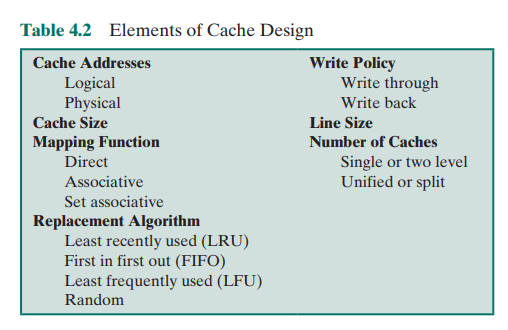 Table 4.2 Elements of Cache Design
Cache Addresses
Logical
Physical
Cache Size
Mapping Function
Direct
Associative
Set associative
Replacement Algorithm
Least recently used (LRU)
First in first out (FIFO)
Least frequently used (LFU)
Random
Write Policy
Write through
Write back
Line Size
Number of Caches
Single or two level
Unified or split